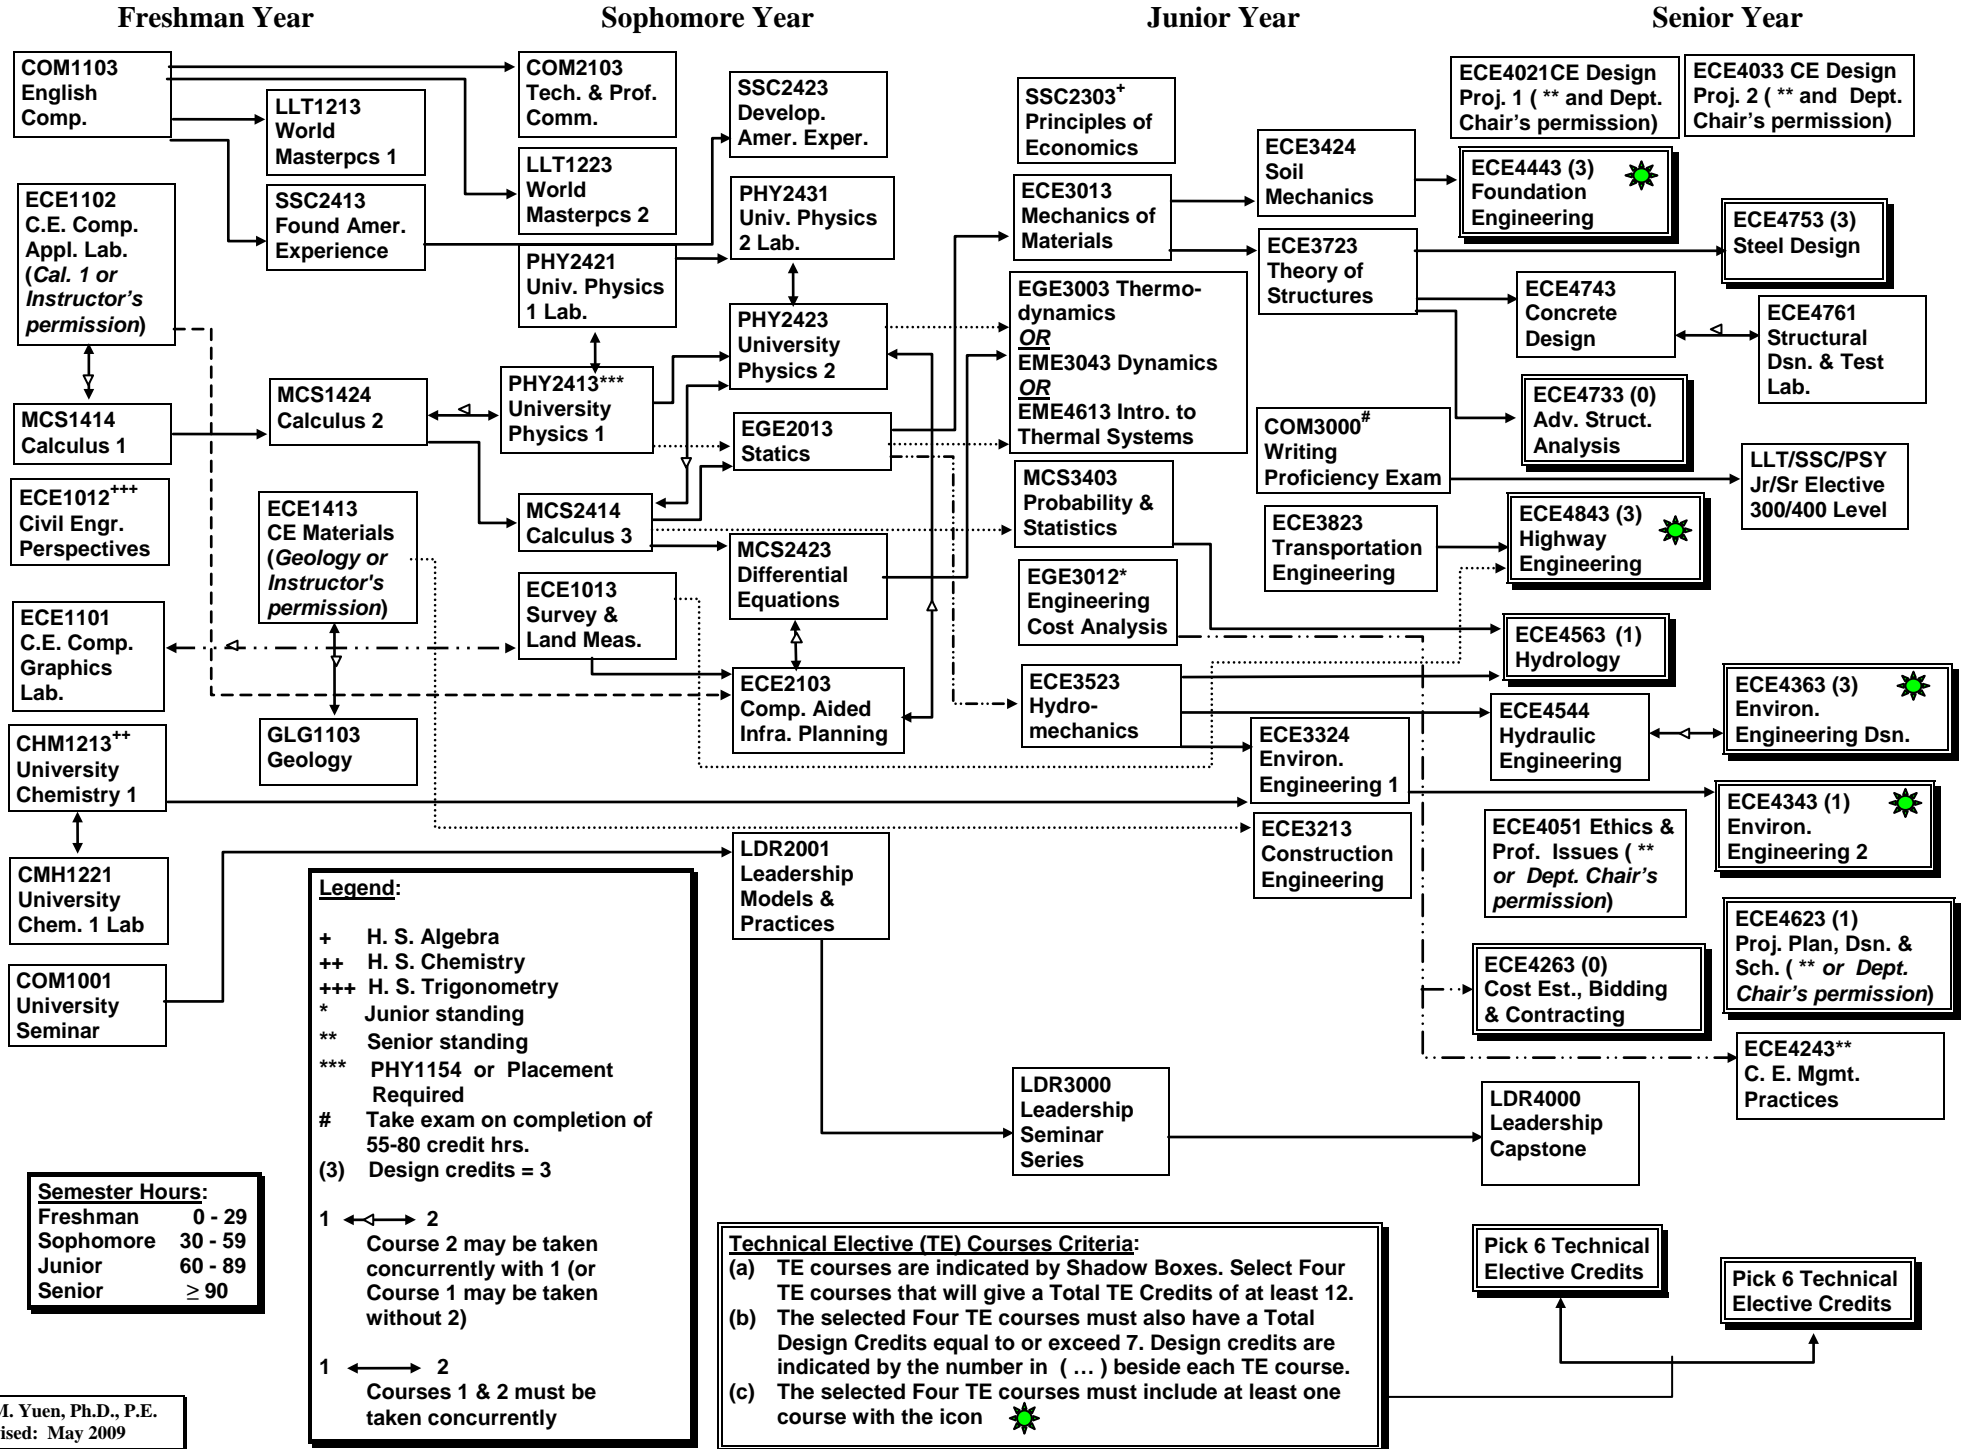 Freshman Year
Sophomore Year
Junior Year
Senior Year
COM1103
English
Comp.
LLT1213
World
Masterpcs 1
SSC2413
Found Amer.
Experience
ECE1102
C.E. Comp.
Appl. Lab.
(Cal. 1 or
Instructor's
permission)
MCS1414
Calculus 1
MCS1424
Calculus 2
ECE1012+++
Civil Engr.
Perspectives
ECE1413
CE Materials
(Geology or
Instructor's
permission)
ECE1101
C.E. Comp.
Graphics
Lab.
GLG1103
Geology
CHM1213++
University
Chemistry 1
CMH1221
University
Chem. 1 Lab
COM1001
University
Seminar
COM2103
Tech. & Prof.
Comm.
LLT1223
World
Masterpcs 2
PHY2421
Univ. Physics
1 Lab.
PHY2413***
University
Physics 1
MCS2414
Calculus 3
ECE1013
Survey &
Land Meas.
SSC2423
Develop.
Amer. Exper.
PHY2431
Univ. Physics
2 Lab.
PHY2423
University
Physics 2
EGE2013
Statics
MCS2423
Differential
Equations
ECE2103
Comp. Aided
Infra. Planning
LDR2001
Leadership
Models &
Practices
SSC2303+
Principles of
Economics
ECE3013
Mechanics of
Materials
EGE3003 Thermo-
dynamics
OR
EME3043 Dynamics
OR
EME4613 Intro. to
Thermal Systems
MCS3403
Probability &
Statistics
EGE3012*
Engineering
Cost Analysis
ECE3523
Hydro-
mechanics
LDR3000
Leadership
Seminar
Series
ECE3424
Soil
Mechanics
ECE3723
Theory of
Structures
COM3000#
Writing
Proficiency Exam
ECE3823
Transportation
Engineering
ECE3324
Environ.
Engineering 1
ECE3213
Construction
Engineering
ECE4021CE Design
Proj. 1 ( ** and Dept.
Chair's permission)
ECE4033 CE Design
Proj. 2 ( ** and Dept.
Chair's permission)
ECE4443 (3)
Foundation
Engineering
ECE4753 (3)
Steel Design
ECE4743
Concrete
Design
ECE4761
Structural
Dsn. & Test
Lab.
ECE4733 (0)
Adv. Struct.
Analysis
LLT/SSC/PSY
Jr/Sr Elective
300/400 Level
ECE4843 (3)
Highway
Engineering
ECE4563 (1)
Hydrology
ECE4363 (3)
Environ.
Engineering Dsn.
ECE4544
Hydraulic
Engineering
ECE4343 (1)
Environ.
Engineering 2
ECE4051 Ethics &
Prof. Issues ( **
or Dept. Chair's
permission)
ECE4623 (1)
Proj. Plan, Dsn. &
Sch. ( ** or Dept.
Chair's permission)
ECE4263 (0)
Cost Est., Bidding
& Contracting
ECE4243**
C. E. Mgmt.
Practices
LDR4000
Leadership
Capstone
Pick 6 Technical
Elective Credits
Pick 6 Technical
Elective Credits
Legend:
+ H. S. Algebra
++ H. S. Chemistry
+++ H. S. Trigonometry
* Junior standing
** Senior standing
*** PHY1154 or Placement
Required
# Take exam on completion of
55-80 credit hrs.
(3) Design credits = 3
1 2
Course 2 may be taken
concurrently with 1 (or
Course 1 may be taken
without 2)
1 2
Courses 1 & 2 must be
taken concurrently
Semester Hours:
Freshman 0 - 29
Sophomore 30 - 59
Junior 60 - 89
Senior ≥ 90
Technical Elective (TE) Courses Criteria:
(a) TE courses are indicated by Shadow Boxes. Select Four
TE courses that will give a Total TE Credits of at least 12.
(b) The selected Four TE courses must also have a Total
Design Credits equal to or exceed 7. Design credits are
indicated by the number in ( … ) beside each TE course.
(c) The selected Four TE courses must include at least one
course with the icon
M. Yuen, Ph.D., P.E.
ised: May 2009